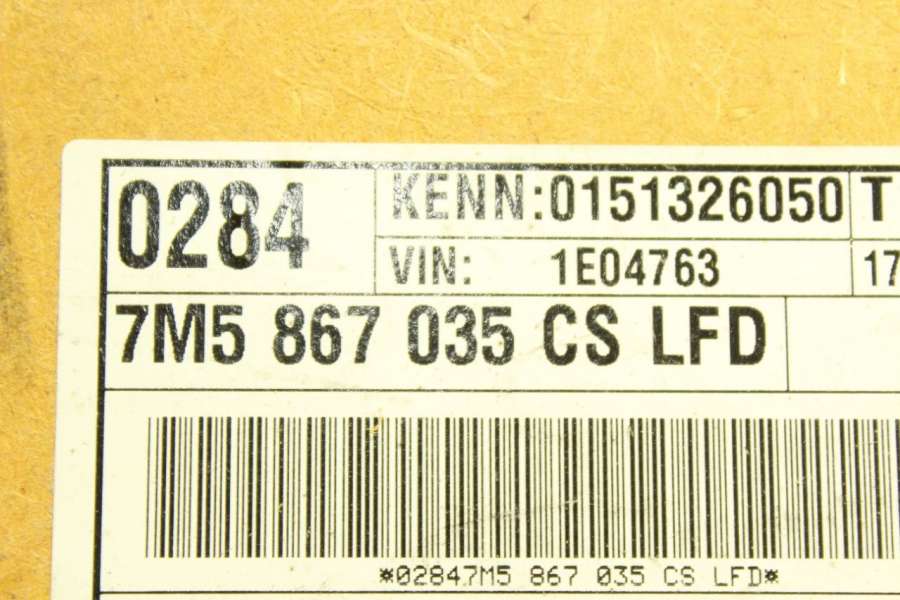 0284
KENN:0151326050 T
VIN: 1E04763 17
7M5 867 035 CS LFD
*02847M5 867 035 CS LFD*